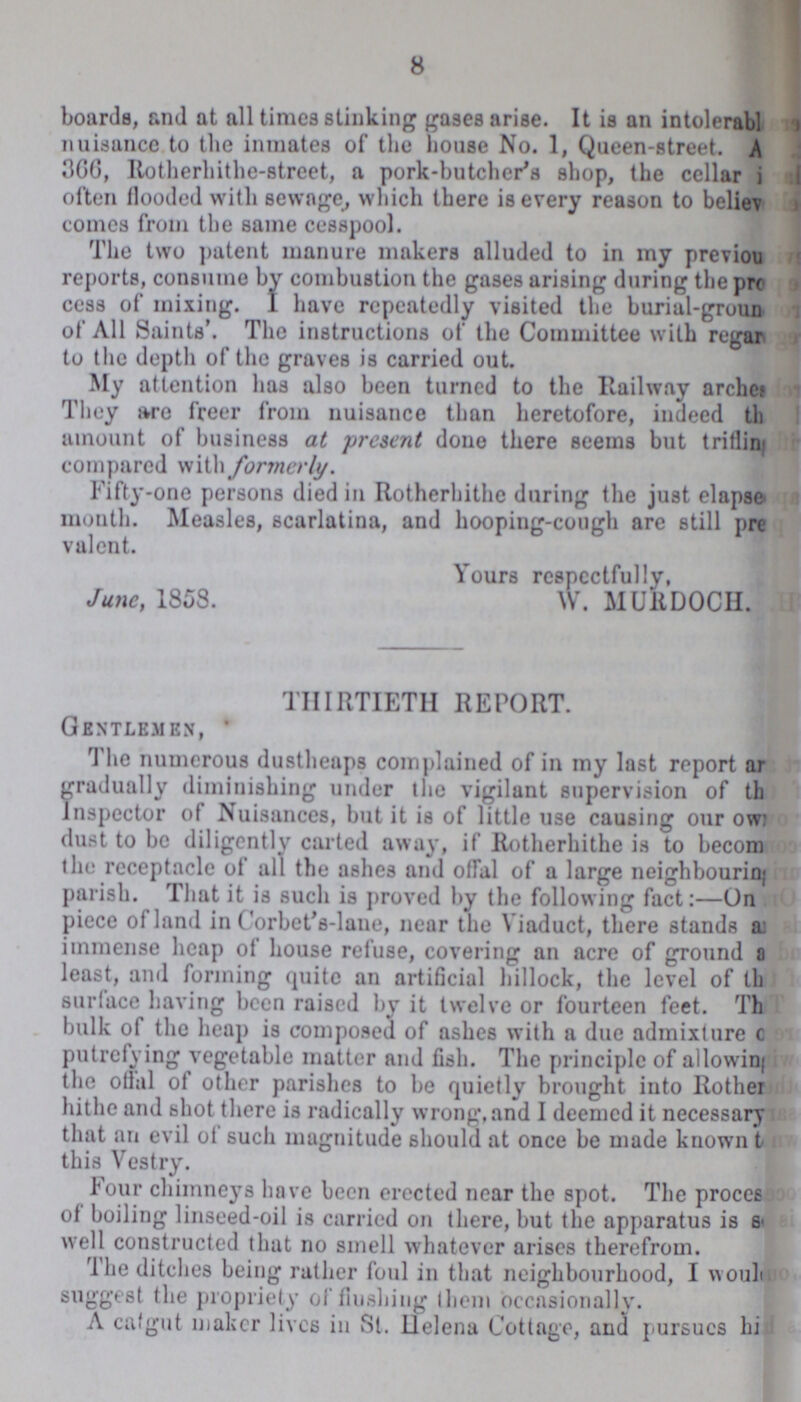 8
boards, and at all times stinking gases arise. It is an intolerabl
nuisance to the inmates of the house No. 1, Queen-street. A
366, Rotherhithe-street, a pork-butcher's shop, the cellar i
often flooded with sewage, which there is every reason to believ
comes from the same cesspool.
The two patent manure makers alluded to in my previou
reports, consume by combustion the gases arising during the pro
cess of mixing. I have repeatedly visited the burial-groun
of All Saints'. The instructions of the Committee with regar
to the depth of the graves is carried out.
My attention has also been turned to the Railway arches
They are freer from nuisance than heretofore, indeed th
amount of business at present done there seems but trifling
compared with formerly.
Fifty-one persons died in Rotherhithe during the just elapse
month. Measles, scarlatina, and hooping-cough are still pre
valent.
Yours respectfully,
June, 1858. W. MURDOCH.
THIRTIETH REPORT.
GENTLEMEN,
The numerous dustheaps complained of in my last report ar
gradually diminishing under the vigilant supervision of th
Inspector of Nuisances, but it is of little use causing our own
dust to be diligently carted away, if Rotherhithe is to becom
the receptacle of all the ashes and offal of a large neighbouring
parish. That it is such is proved by the following fact:—On
piece of land in Corbet's-lane, near the Viaduct, there stands a
immense heap of house refuse, covering an acre of ground a
least, and forming quite an artificial hillock, the level of th
surface having been raised by it twelve or fourteen feet. Th
bulk of the heap is composed of ashes with a due admixture o
putrefying vegetable matter and fish. The principle of allowing
the offal of other parishes to be quietly brought into Rother
hithe and shot there is radically wrong, and I deemed it necessary
that an evil of such magnitude should at once be made known t
this Vestry.
Four chimneys have been erected near the spot. The proces
of boiling linseed-oil is carried on there, but the apparatus is s
well constructed that no smell whatever arises therefrom.
The ditches being rather foul in that neighbourhood, I woul
suggest the propriety of flushing them occasionally.
A catgut maker lives in St. Helena Cottage, and pursues hi